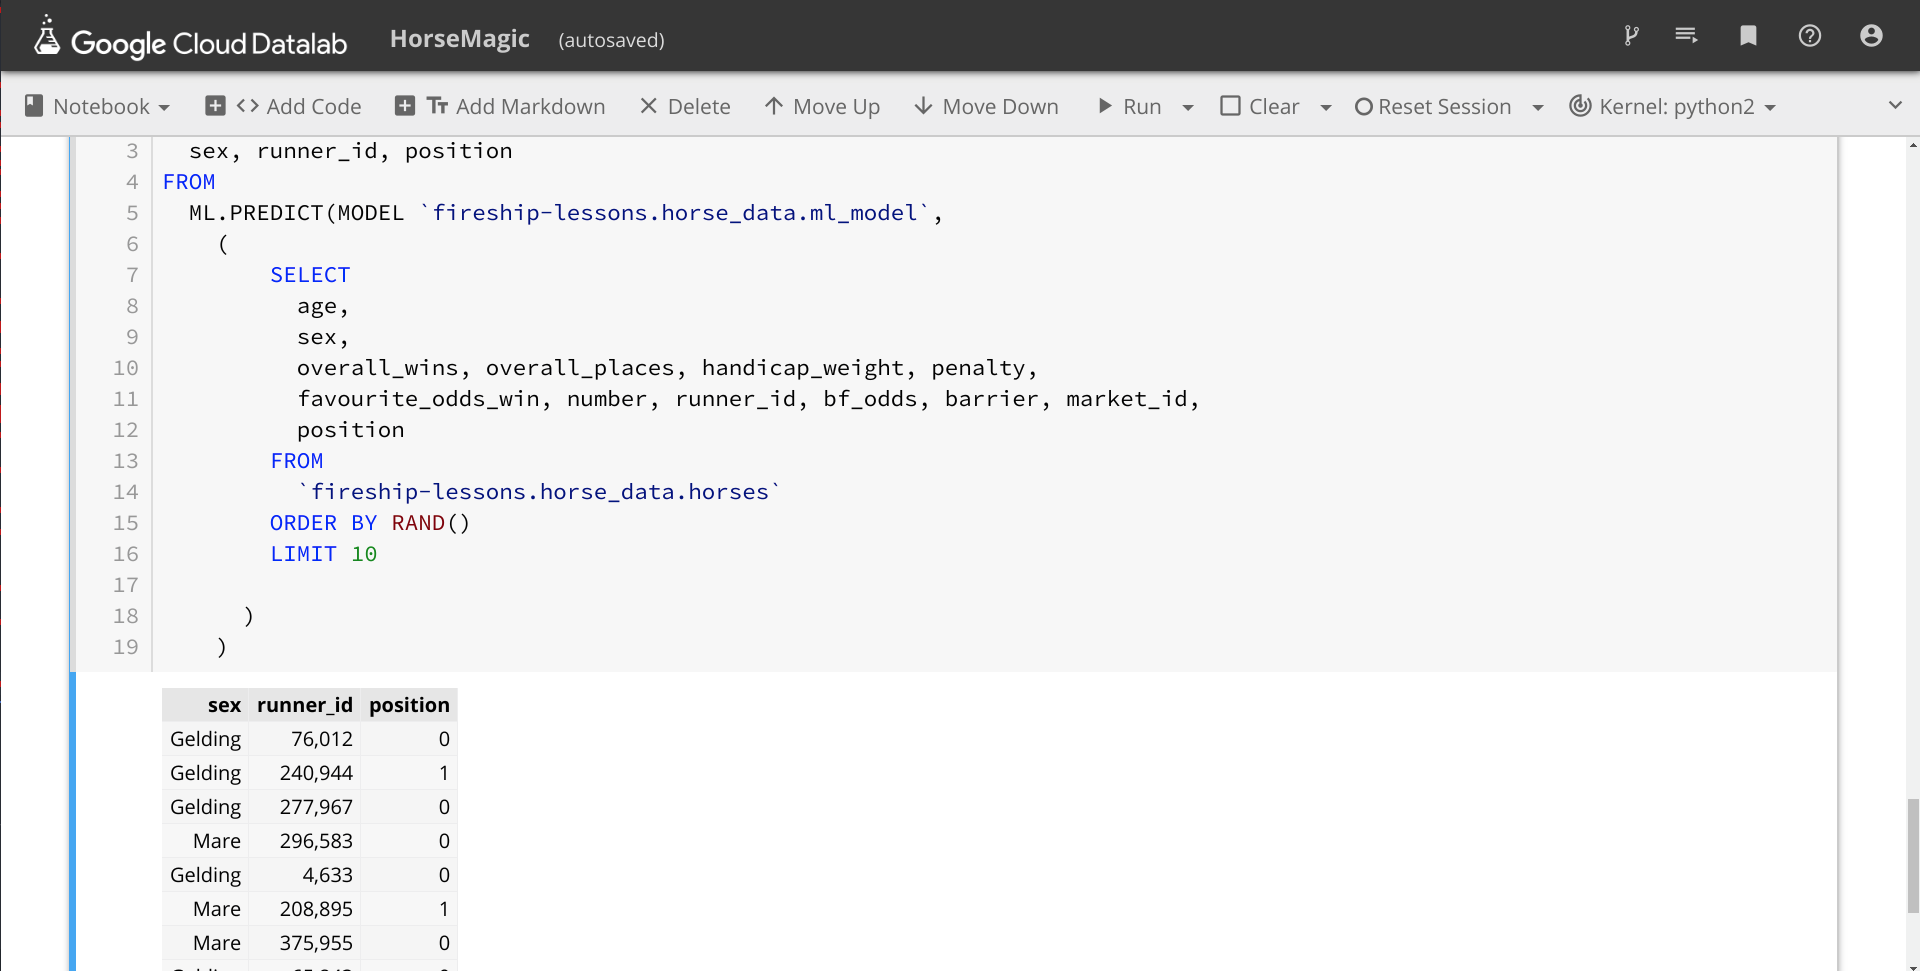 Google Cloud Datalab HorseMagic (autosaved)
Notebook Add Code Add Markdown Delete Move Up Move Down Run Clear Reset Session Kernel: python2
3 sex, runner_id, position
4 FROM
5 ML.PREDICT(MODEL `fireship-lessons.horse_data.ml_model`,
6 (
7 SELECT
8 age,
9 sex,
10 overall_wins, overall_places, handicap_weight, penalty,
11 favourite_odds_win, number, runner_id, bf_odds, barrier, market_id,
12 position
13 FROM
14 `fireship-lessons.horse_data.horses`
15 ORDER BY RAND()
16 LIMIT 10
17
18 )
19 )
sex runner_id position
Gelding 76,012 0
Gelding 240,944 1
Gelding 277,967 0
Mare 296,583 0
Gelding 4,633 0
Mare 208,895 1
Mare 375,955 0